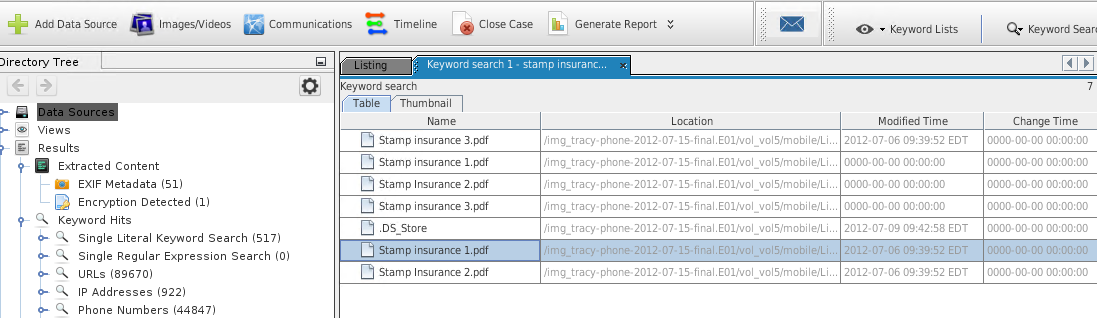 Add Data Source Images/Videos Communications Timeline Close Case Generate Report Keyword Lists Keyword Sear
Directory Tree
Listing Keyword search 1 - stamp insuranc...
Keyword search 7
Table Thumbnail
Name Location Modified Time Change Time
Stamp insurance 3.pdf /img_tracy-phone-2012-07-15-final.E01/vol_vol5/mobile/Li... 2012-07-06 09:39:52 EDT 0000-00-00 00:00:00
Stamp insurance 1.pdf /img_tracy-phone-2012-07-15-final.E01/vol_vol5/mobile/Li... 0000-00-00 00:00:00 0000-00-00 00:00:00
Stamp Insurance 2.pdf /img_tracy-phone-2012-07-15-final.E01/vol_vol5/mobile/Li... 0000-00-00 00:00:00 0000-00-00 00:00:00
Stamp insurance 3.pdf /img_tracy-phone-2012-07-15-final.E01/vol_vol5/mobile/Li... 0000-00-00 00:00:00 0000-00-00 00:00:00
.DS_Store /img_tracy-phone-2012-07-15-final.E01/vol_vol5/mobile/Li... 2012-07-09 09:42:58 EDT 0000-00-00 00:00:00
Stamp insurance 1.pdf /img_tracy-phone-2012-07-15-final.E01/vol_vol5/mobile/Li... 2012-07-06 09:39:52 EDT 0000-00-00 00:00:00
Stamp Insurance 2.pdf /img_tracy-phone-2012-07-15-final.E01/vol_vol5/mobile/Li... 2012-07-06 09:39:52 EDT 0000-00-00 00:00:00
Data Sources
Views
Results
Extracted Content
EXIF Metadata (51)
Encryption Detected (1)
Keyword Hits
Single Literal Keyword Search (517)
Single Regular Expression Search (0)
URLs (89670)
IP Addresses (922)
Phone Numbers (44847)